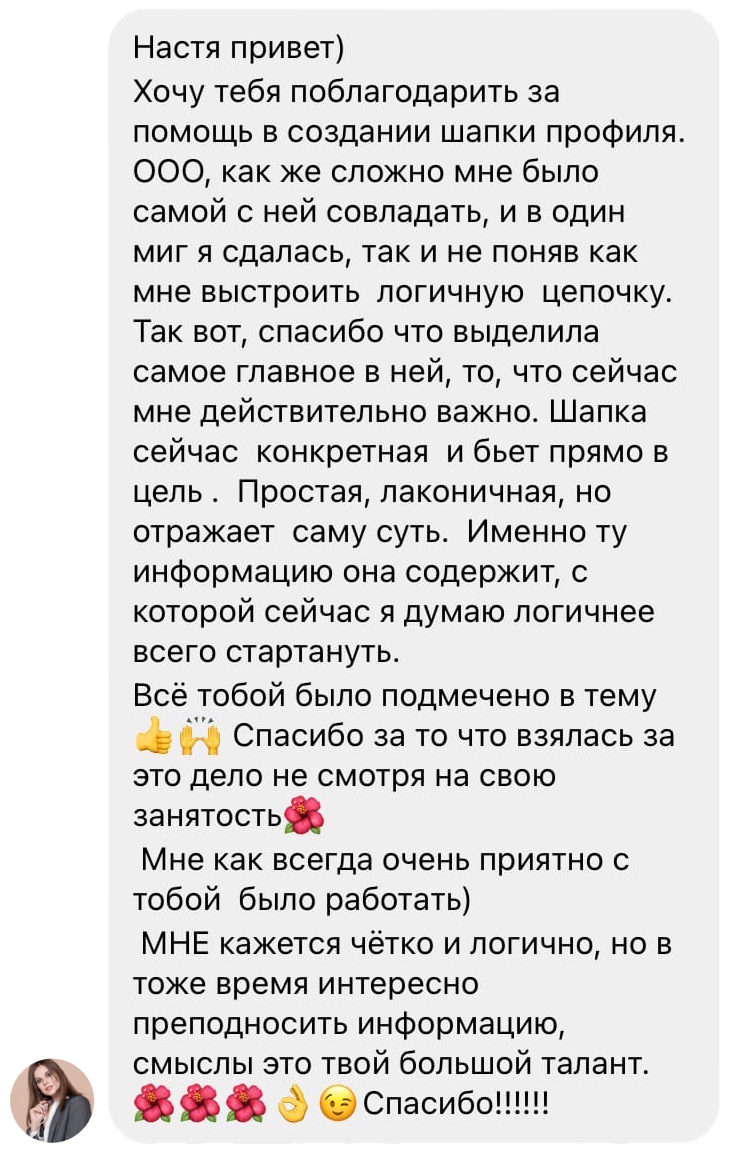 Настя привет)
Хочу тебя поблагодарить за
помощь в создании шапки профиля.
ООО, как же сложно мне было
самой с ней совладать, и в один
миг я сдалась, так и не поняв как
мне выстроить  логичную  цепочку.
Так вот, спасибо что выделила
самое главное в ней, то, что сейчас
мне действительно важно. Шапка
сейчас  конкретная  и бьет прямо в
цель .  Простая, лаконичная, но
отражает  саму суть.  Именно ту
информацию она содержит, с
которой сейчас я думаю логичнее
всего стартануть.
Всё тобой было подмечено в тему
👍🙌 Спасибо за то что взялась за
это дело не смотря на свою
занятость🌺
Мне как всегда очень приятно с
тобой  было работать)
МНЕ кажется чётко и логично, но в
тоже время интересно
преподносить информацию,
смыслы это твой большой талант.
🌺🌺🌺👌😉Спасибо!!!!!!